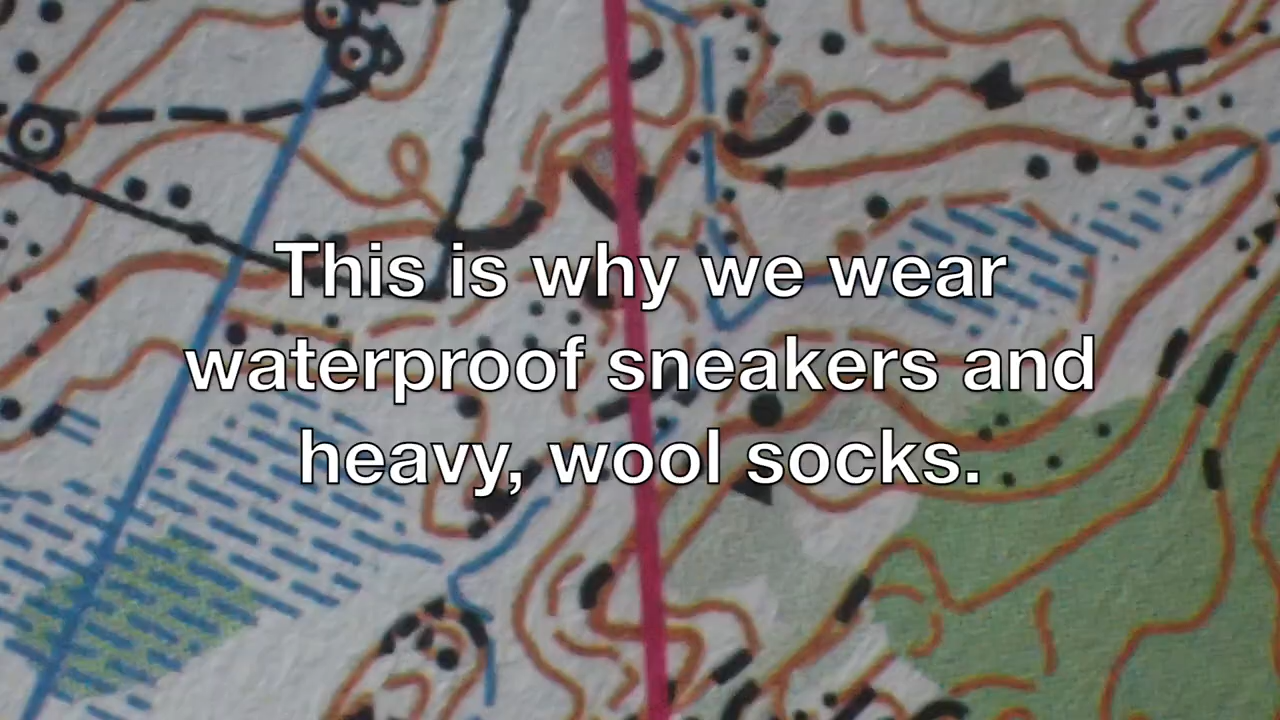 This is why we wear
waterproof sneakers and
heavy, wool socks.